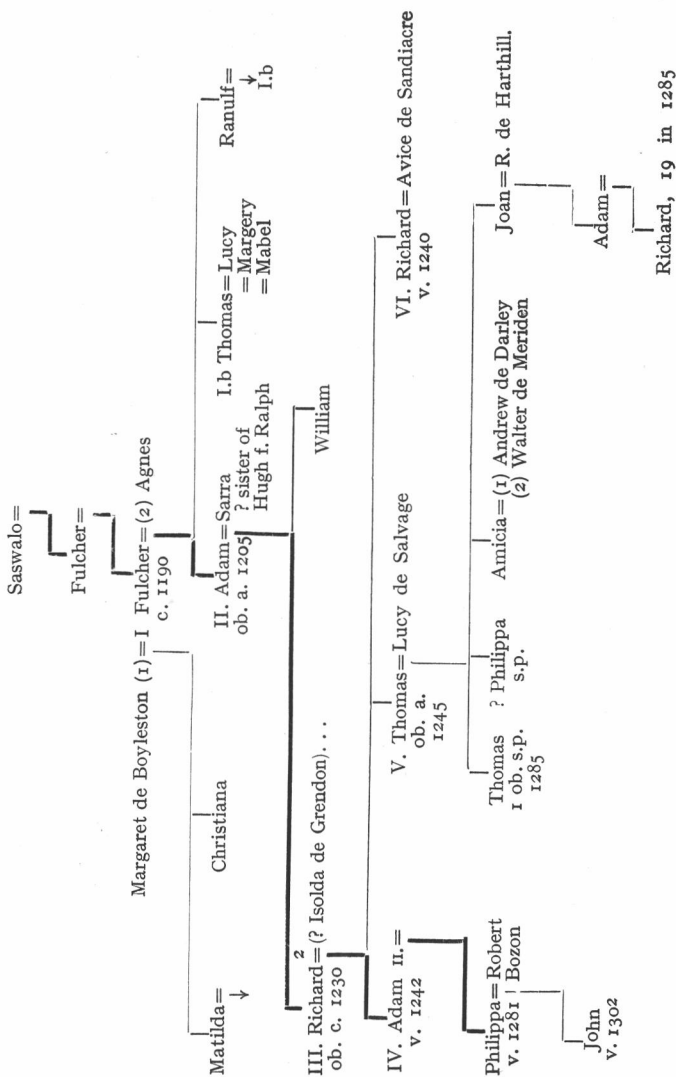 Saswalo=
Fulcher=
Margaret de Boyleston (1)=I Fulcher=(2) Agnes
c. 1190
Matilda=
↓
Christiana
II. Adam=Sarra
ob. a. 1205
? sister of
Hugh f. Ralph
I.b Thomas=Lucy
=Margery
=Mabel
Ranulf=
↓
I.b
2
III. Richard=(? Isolda de Grendon)...
ob. c. 1230
William
IV. Adam II.=
v. 1242
V. Thomas=Lucy de Salvage
ob. a.
1245
VI. Richard=Avice de Sandiacre
v. 1240
Philippa=Robert
v. 1281 Bozon
Thomas
1 ob. s.p.
1285
? Philippa
s.p.
Amicia=(1) Andrew de Darley
(2) Walter de Meriden
Joan=R. de Harthill.
John
v. 1302
Adam=
Richard, 19 in 1285